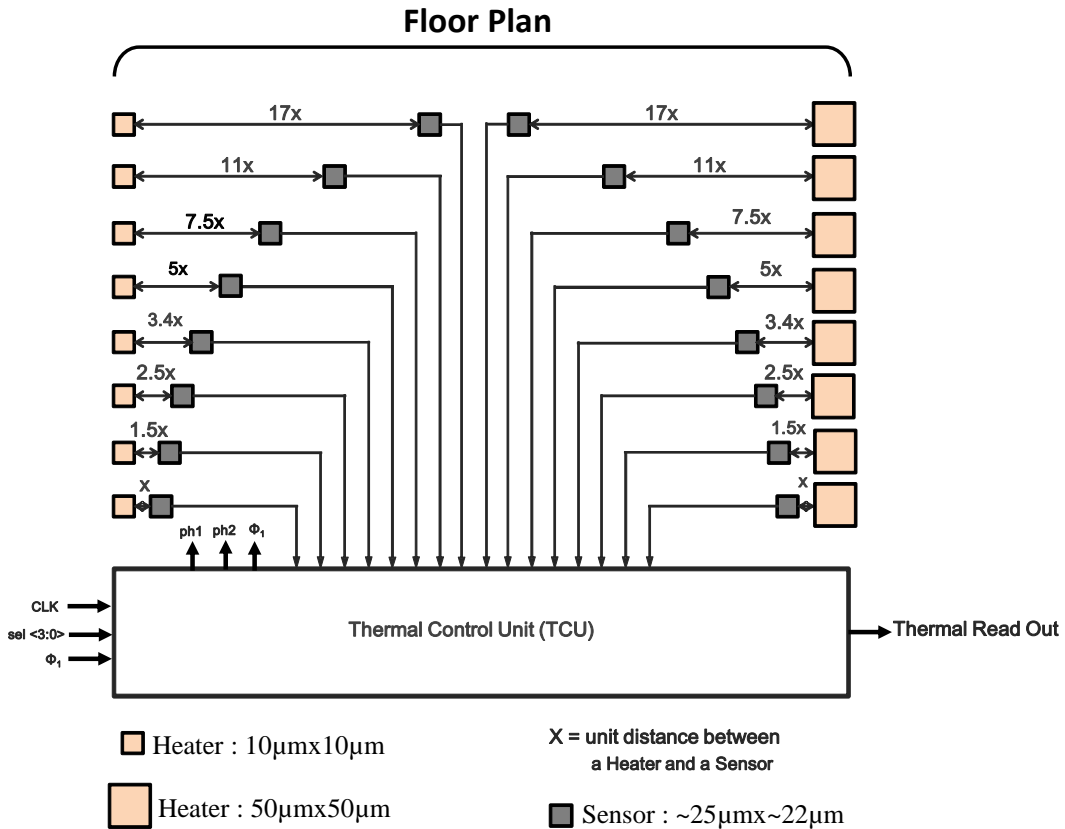 Floor Plan
17x 17x
11x 11x
7.5x 7.5x
5x 5x
3.4x 3.4x
2.5x 2.5x
1.5x 1.5x
X x
ph1 ph2 Φ₁
CLK
sel <3:0>
Φ₁
Thermal Control Unit (TCU)
Thermal Read Out
Heater : 10µmx10µm
X = unit distance between
a Heater and a Sensor
Heater : 50µmx50µm
Sensor : ~25µmx~22µm